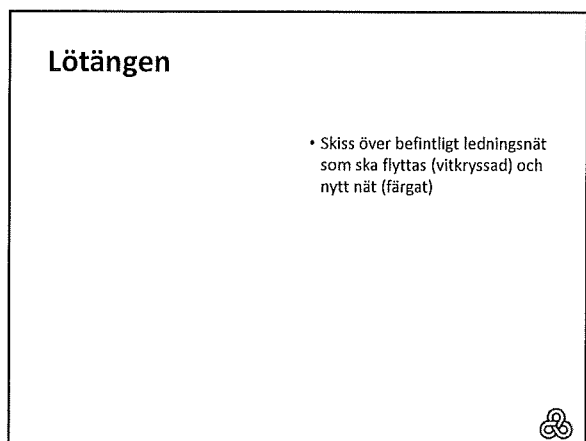 Lötängen
• Skiss över befintligt ledningsnät
som ska flyttas (vitkryssad) och
nytt nät (färgat)